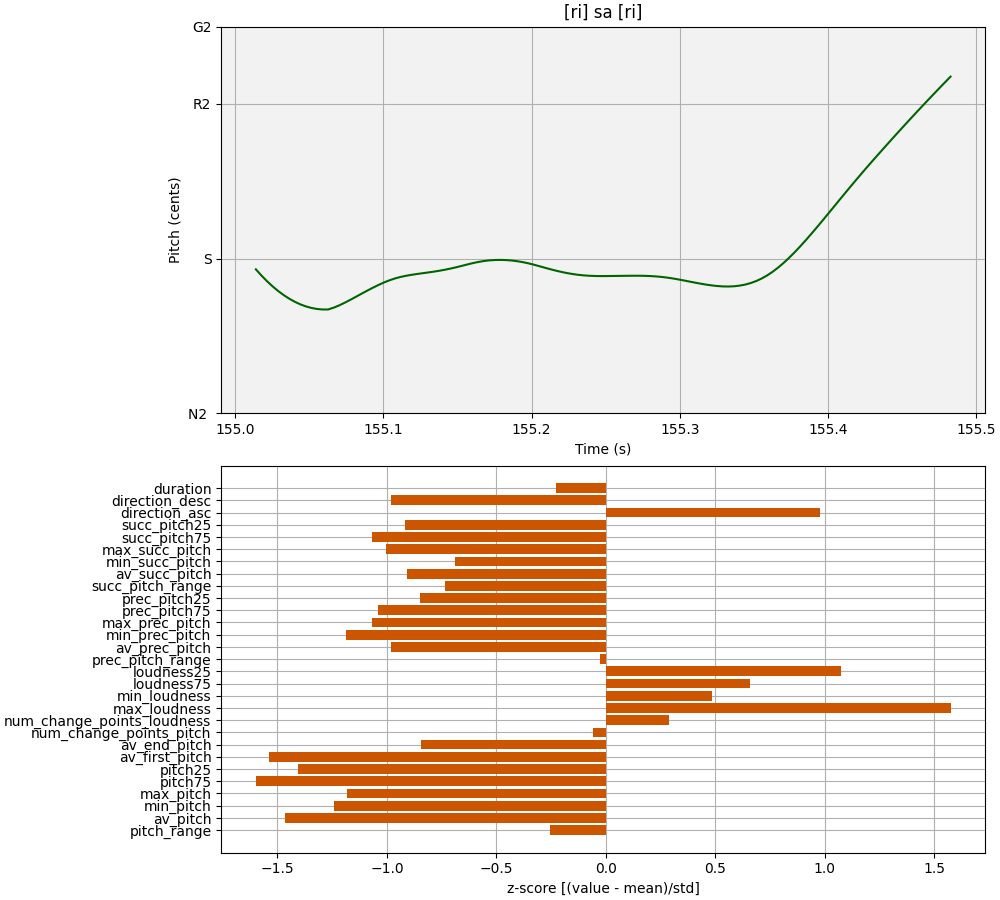 [ri] sa [ri]
G2
R2
S
N2
Pitch (cents)
155.0 155.1 155.2 155.3 155.4 155.5
Time (s)
duration
direction_desc
direction_asc
succ_pitch25
succ_pitch75
max_succ_pitch
min_succ_pitch
av_succ_pitch
succ_pitch_range
prec_pitch25
prec_pitch75
max_prec_pitch
min_prec_pitch
av_prec_pitch
prec_pitch_range
loudness25
loudness75
min_loudness
max_loudness
num_change_points_loudness
num_change_points_pitch
av_end_pitch
av_first_pitch
pitch25
pitch75
max_pitch
min_pitch
av_pitch
pitch_range
−1.5 −1.0 −0.5 0.0 0.5 1.0 1.5
z-score [(value - mean)/std]